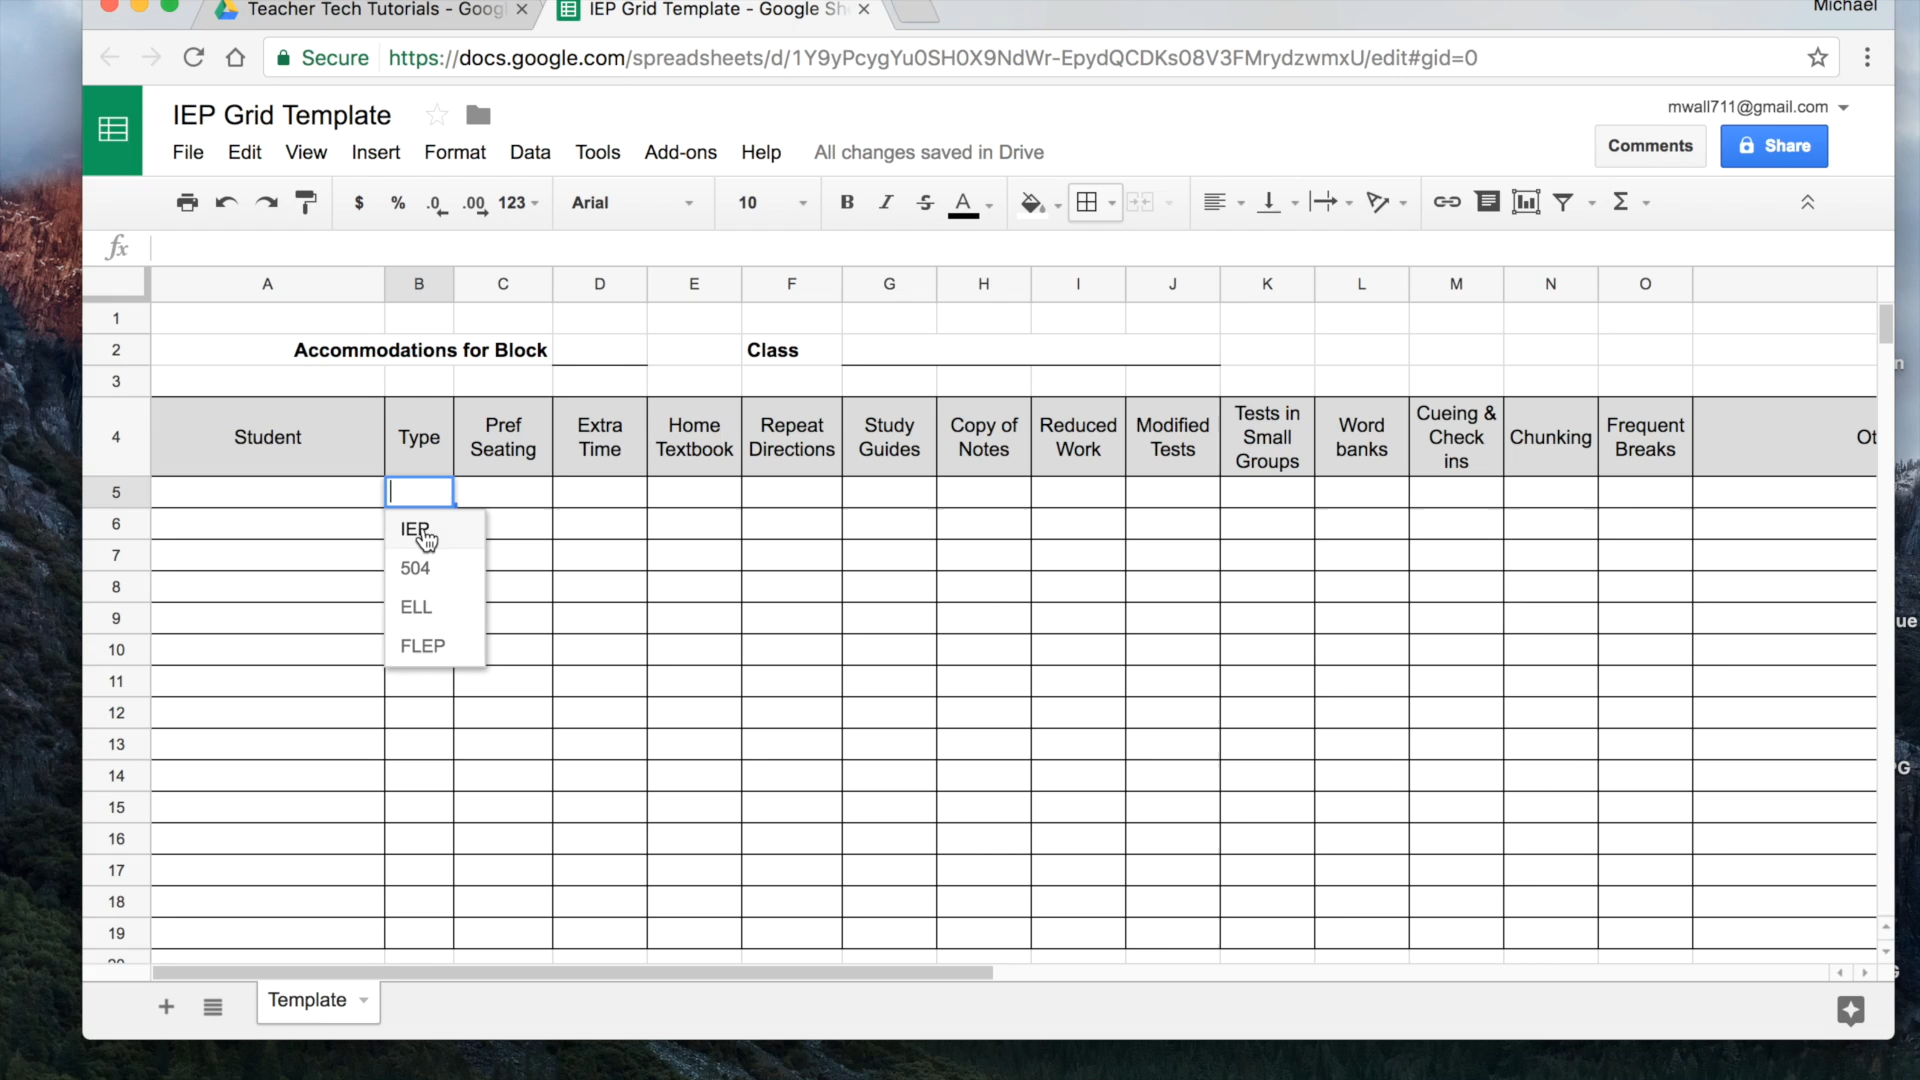 Michael
Teacher Tech Tutorials - Googl
IEP Grid Template - Google She
Secure https://docs.google.com/spreadsheets/d/1Y9yPcygYu0SH0X9NdWr-EpydQCDKs08V3FMrydzwmxU/edit#gid=0
IEP Grid Template
mwall711@gmail.com
File Edit View Insert Format Data Tools Add-ons Help All changes saved in Drive
Comments Share
$ % .0 .00 123 Arial 10 B I S A Σ
fx
A B C D E F G H I J K L M N O
1
2 Accommodations for Block Class
3
4
Student
Type
Pref
Seating
Extra
Time
Home
Textbook
Repeat
Directions
Study
Guides
Copy of
Notes
Reduced
Work
Modified
Tests
Tests in
Small
Groups
Word
banks
Cueing &
Check
ins
Chunking
Frequent
Breaks
Ot
5
6
7
8
9
10
11
12
13
14
15
16
17
18
19
20
IEP
504
ELL
FLEP
Template